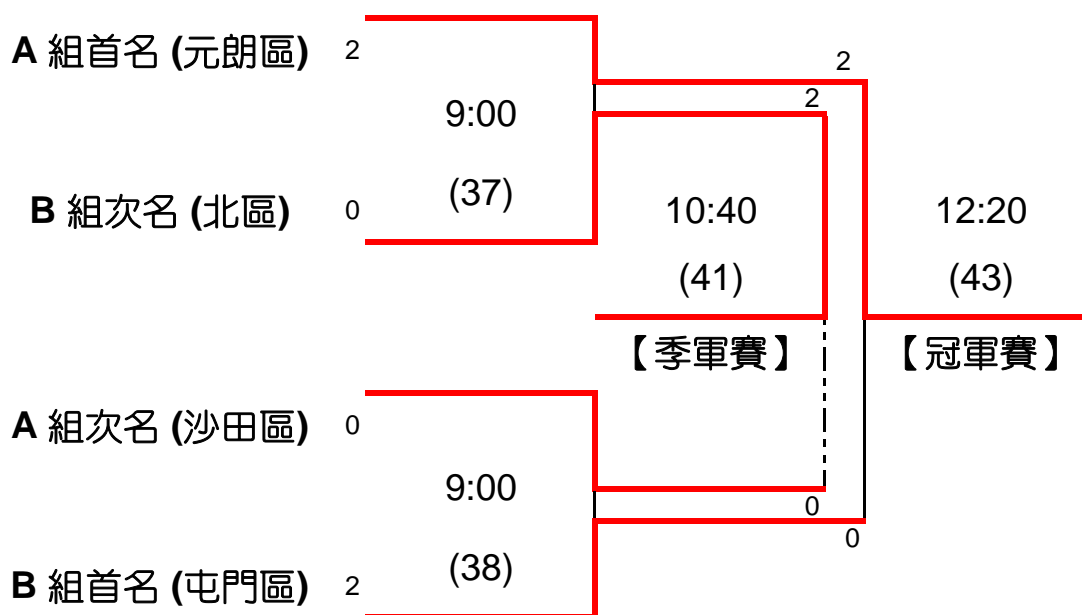 A 組首名 (元朗區) 2
2
2
9:00
B 組次名 (北區) 0
(37)
10:40
12:20
(41)
(43)
【季軍賽】
【冠軍賽】
A 組次名 (沙田區) 0
9:00
0
0
(38)
B 組首名 (屯門區) 2